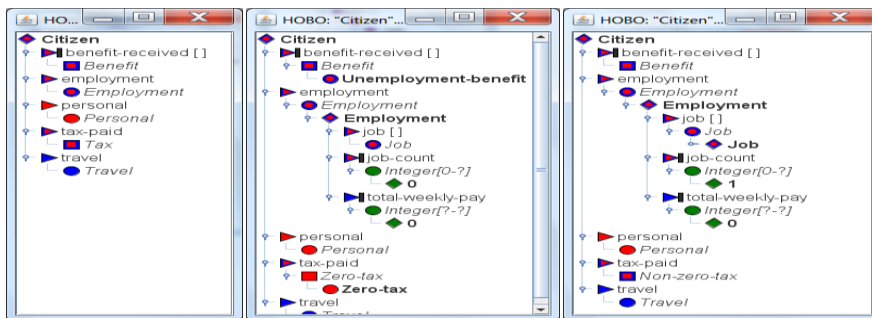 HO...
Citizen
benefit-received [ ]
Benefit
employment
Employment
personal
Personal
tax-paid
Tax
travel
Travel
HOBO: "Citizen"...
Citizen
benefit-received [ ]
Benefit
Unemployment-benefit
employment
Employment
Employment
job [ ]
Job
job-count
Integer[0-?]
0
total-weekly-pay
Integer[?-?]
0
personal
Personal
tax-paid
Zero-tax
Zero-tax
travel
Travel
HOBO: "Citizen"...
Citizen
benefit-received [ ]
Benefit
employment
Employment
Employment
job [ ]
Job
Job
job-count
Integer[0-?]
1
total-weekly-pay
Integer[?-?]
0
personal
Personal
tax-paid
Non-zero-tax
travel
Travel